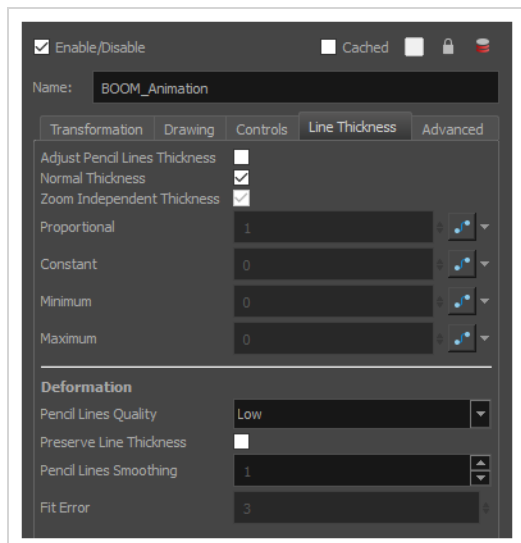 Enable/Disable Cached
Name: BOOM_Animation
Transformation Drawing Controls Line Thickness Advanced
Adjust Pencil Lines Thickness
Normal Thickness
Zoom Independent Thickness
Proportional 1
Constant 0
Minimum 0
Maximum 0
Deformation
Pencil Lines Quality Low
Preserve Line Thickness
Pencil Lines Smoothing 1
Fit Error 3